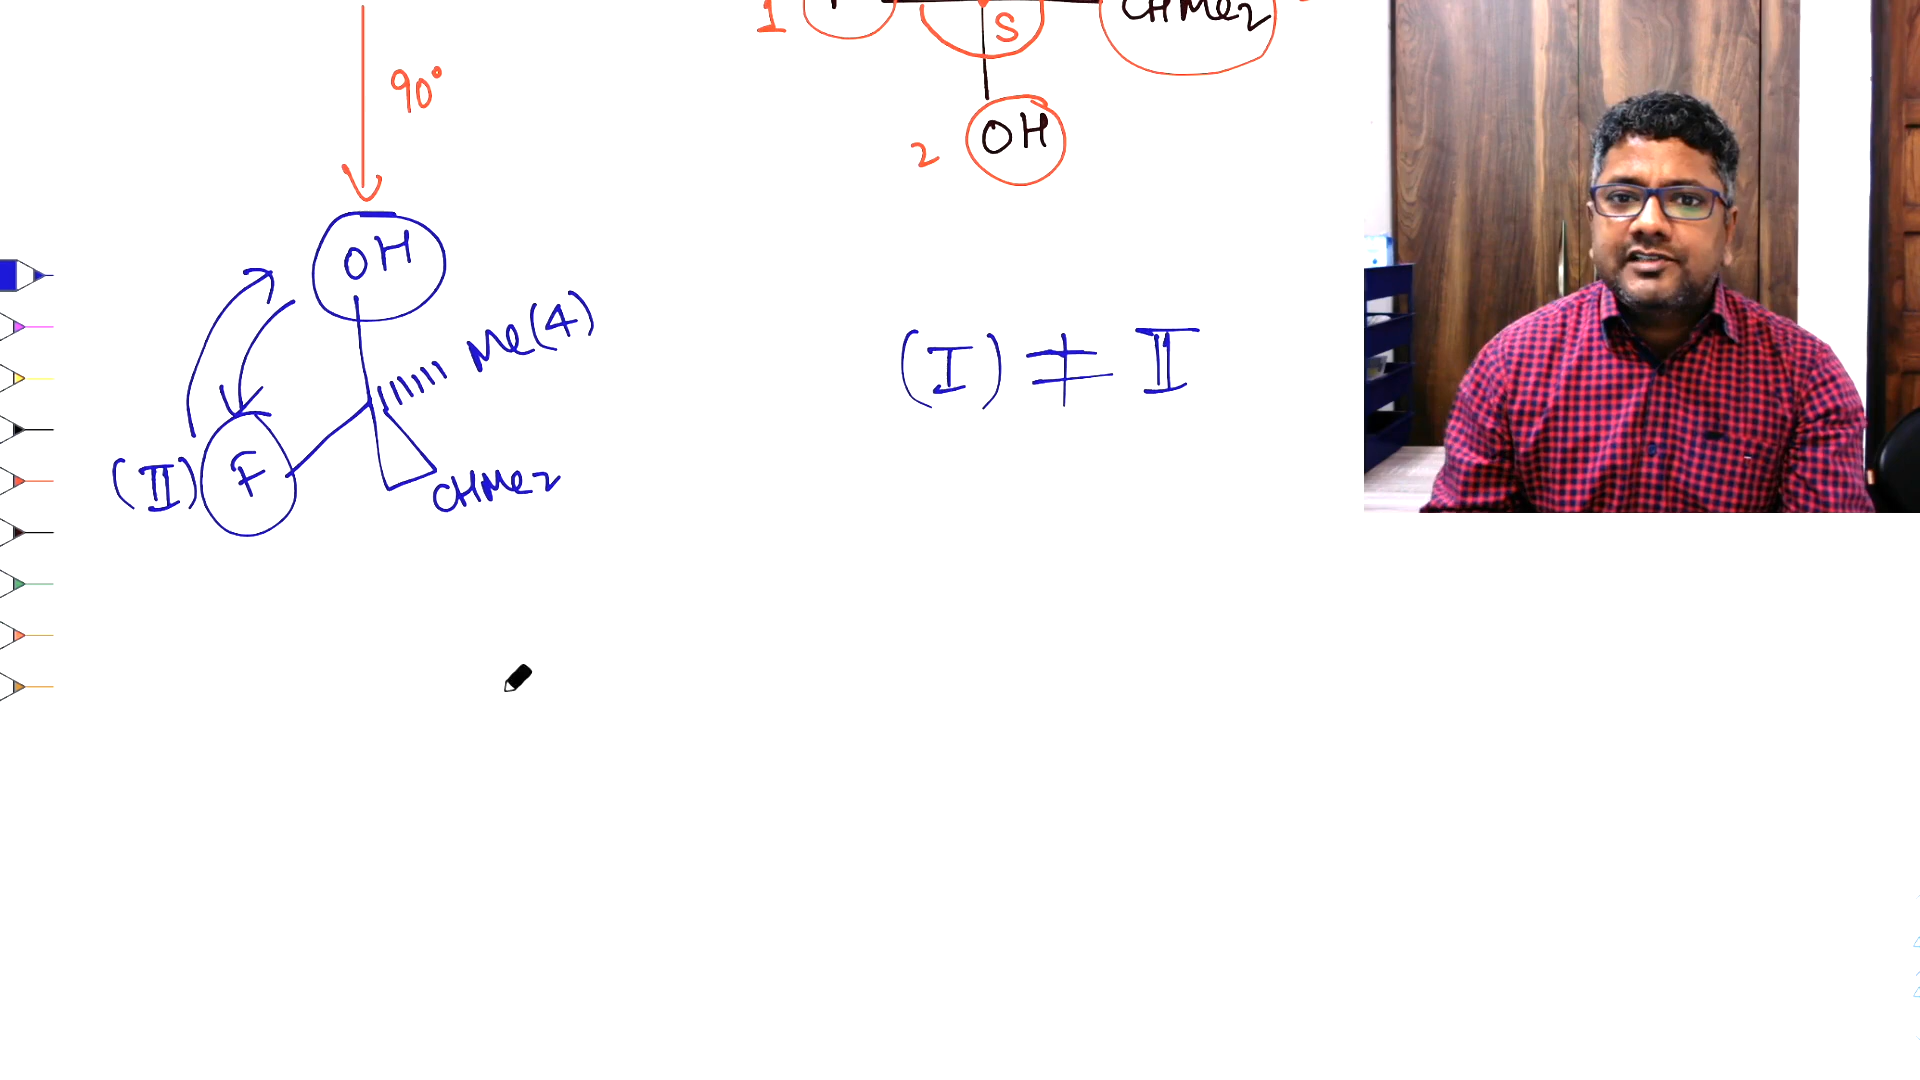 1 CHMe2
S
90°
2 OH
OH
Me(4)
(I) ≠ II
(II) F
CHMe2